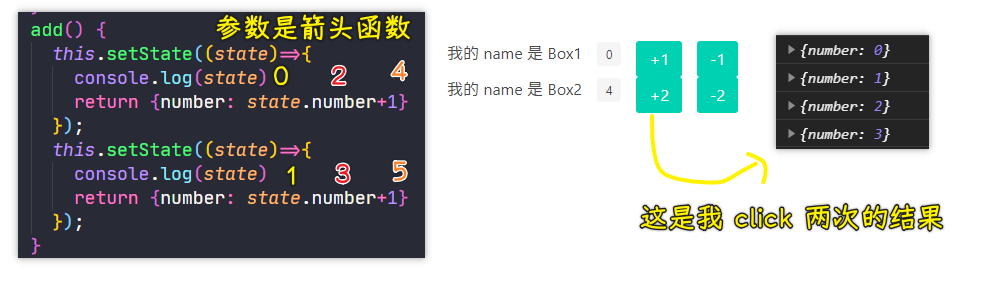 参数是箭头函数
add() {
this.setState((state)=>{
console.log(state) 0 2 4
return {number: state.number+1}
});
this.setState((state)=>{
console.log(state) 1 3 5
return {number: state.number+1}
});
}
我的 name 是 Box1 0 +1 -1
我的 name 是 Box2 4 +2 -2
{number: 0}
{number: 1}
{number: 2}
{number: 3}
这是我 click 两次的结果